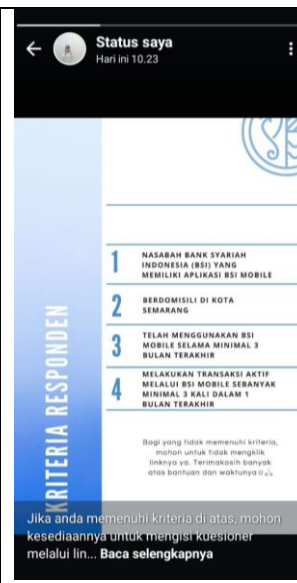 Status saya
Hari ini 10.23
KRITERIA RESPONDEN
1
NASABAH BANK SYARIAH
INDONESIA (BSI) YANG
MEMILIKI APLIKASI BSI MOBILE
2
BERDOMISILI DI KOTA
SEMARANG
3
TELAH MENGGUNAKAN BSI
MOBILE SELAMA MINIMAL 3
BULAN TERAKHIR
4
MELAKUKAN TRANSAKSI AKTIF
MELALUI BSI MOBILE SEBANYAK
MINIMAL 3 KALI DALAM 1
BULAN TERAKHIR
Bagi yang tidak memenuhi kriteria,
mohon untuk tidak mengklik
linknya ya. Terimakasih banyak
atas bantuan dan waktunya
Jika anda memenuhi kriteria di atas, mohon
kesediaannya untuk mengisi kuesioner
melalui lin... Baca selengkapnya